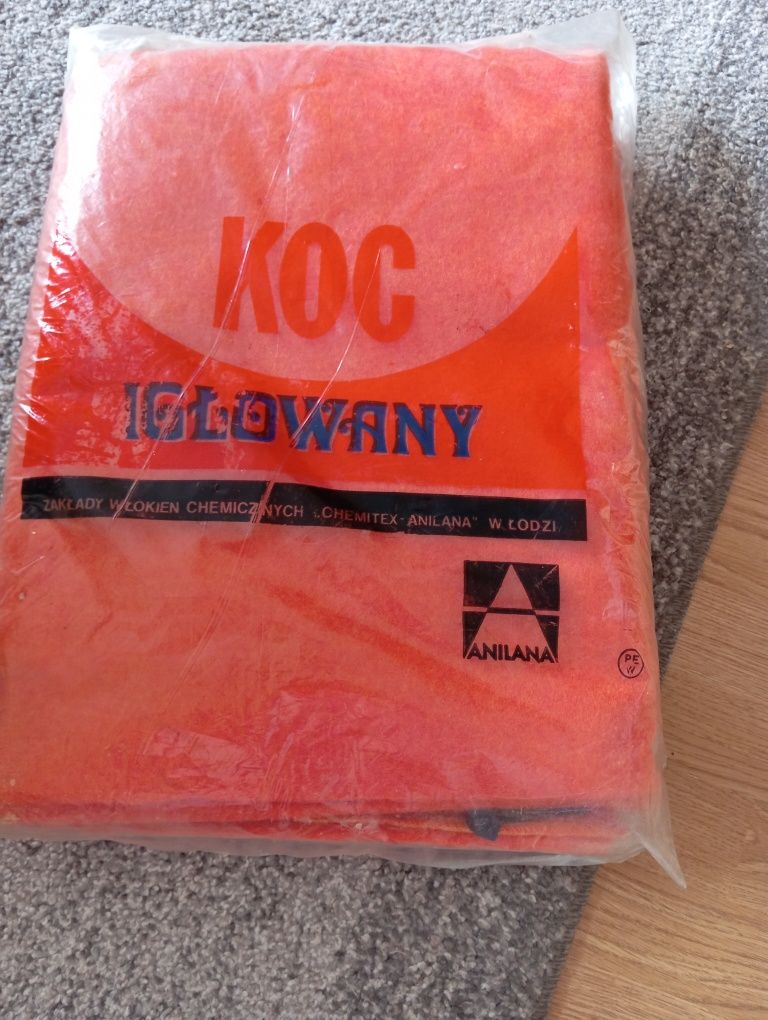 KOC
IGŁOWANY
ZAKŁADY WŁÓKIEN CHEMICZNYCH „CHEMITEX-ANILANA" W ŁODZI
ANILANA
PE